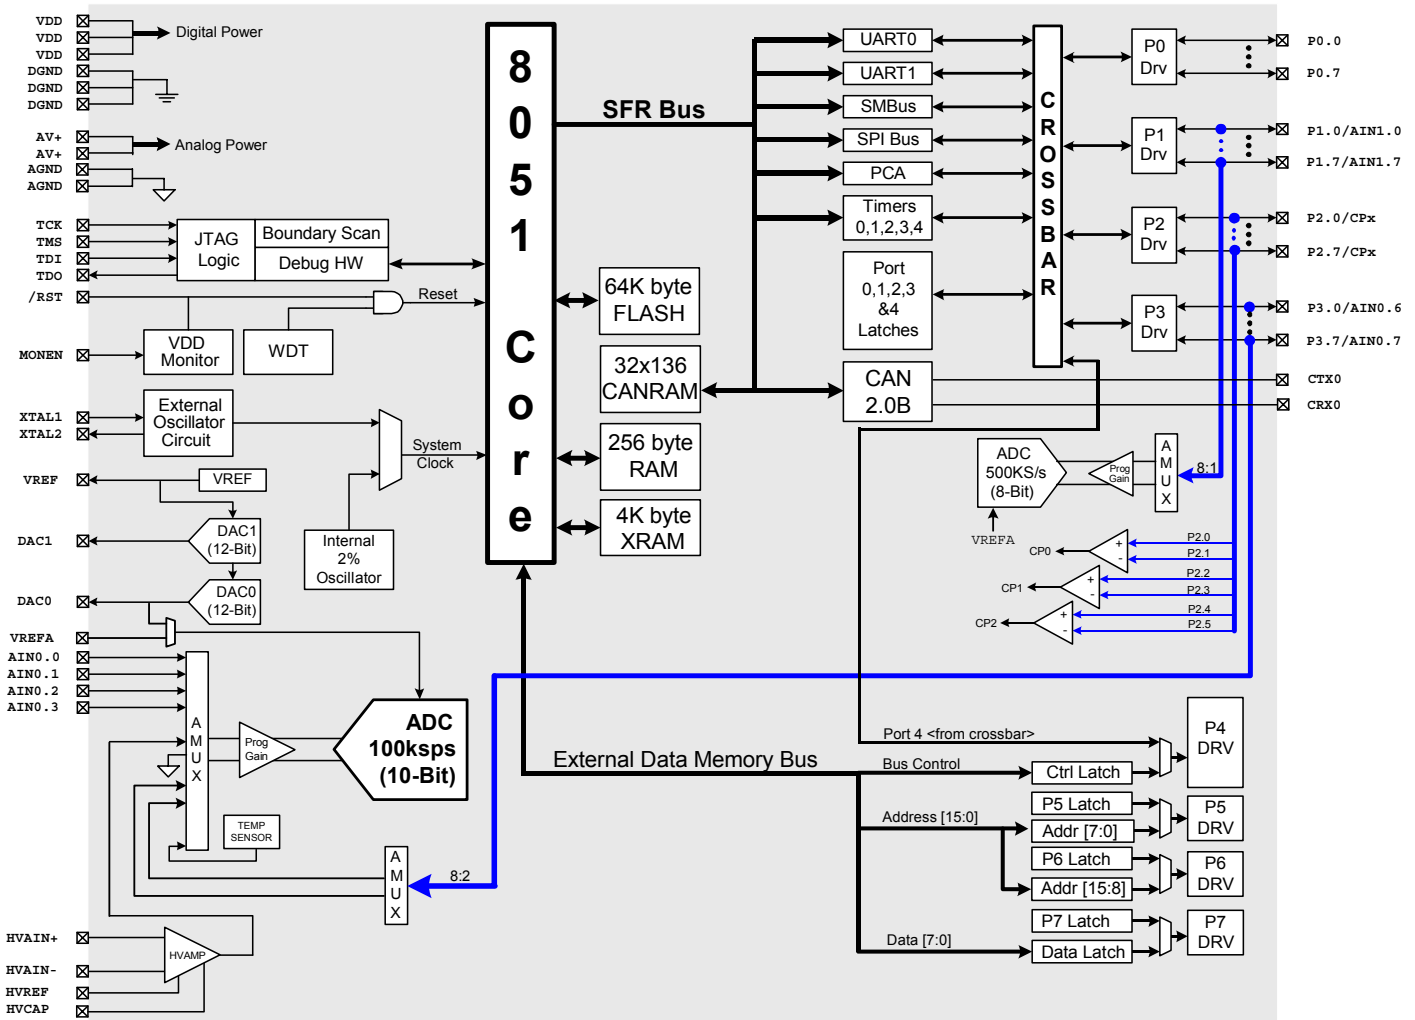 VDD
VDD
VDD
Digital Power
DGND
DGND
DGND
AV+
AV+
Analog Power
AGND
AGND
TCK
TMS
TDI
TDO
JTAG
Logic
Boundary Scan
Debug HW
/RST
Reset
MONEN
VDD
Monitor
WDT
XTAL1
XTAL2
External
Oscillator
Circuit
System
Clock
VREF
VREF
DAC1
DAC1
(12-Bit)
Internal
2%
Oscillator
DAC0
DAC0
(12-Bit)
VREFA
AIN0.0
AIN0.1
AIN0.2
AIN0.3
A
M
U
X
Prog
Gain
ADC
100ksps
(10-Bit)
TEMP
SENSOR
A
M
U
X
8:2
HVAIN+
HVAIN-
HVREF
HVCAP
HVAMP
8
0
5
1
C
o
r
e
SFR Bus
64K byte
FLASH
32x136
CANRAM
256 byte
RAM
4K byte
XRAM
UART0
UART1
SMBus
SPI Bus
PCA
Timers
0,1,2,3,4
Port
0,1,2,3
&4
Latches
CAN
2.0B
C
R
O
S
S
B
A
R
P0
Drv
P1
Drv
P2
Drv
P3
Drv
P0.0
P0.7
P1.0/AIN1.0
P1.7/AIN1.7
P2.0/CPx
P2.7/CPx
P3.0/AIN0.6
P3.7/AIN0.7
CTX0
CRX0
ADC
500KS/s
(8-Bit)
Prog
Gain
A
M
U
X
8:1
VREFA
CP0
+
-
P2.0
P2.1
CP1
+
-
P2.2
P2.3
CP2
+
-
P2.4
P2.5
External Data Memory Bus
Port 4 <from crossbar>
Bus Control
Ctrl Latch
P4
DRV
Address [15:0]
P5 Latch
Addr [7:0]
P5
DRV
P6 Latch
Addr [15:8]
P6
DRV
Data [7:0]
P7 Latch
Data Latch
P7
DRV